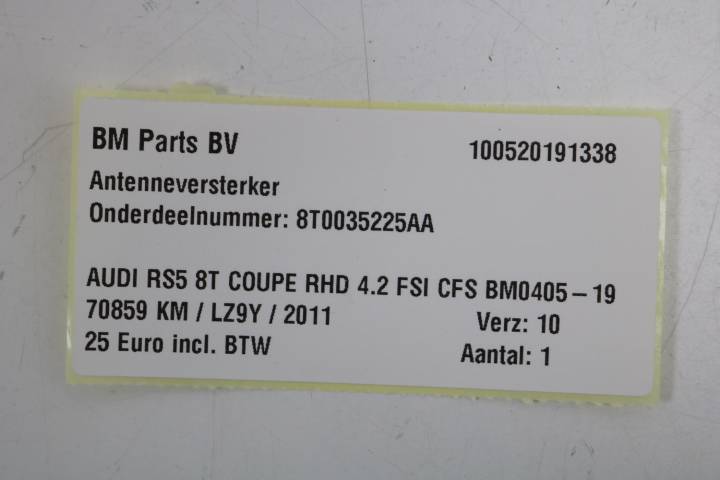 BM Parts BV 100520191338
Antenneversterker
Onderdeelnummer: 8T0035225AA
AUDI RS5 8T COUPE RHD 4.2 FSI CFS BM0405-19
70859 KM / LZ9Y / 2011 Verz: 10
25 Euro incl. BTW Aantal: 1